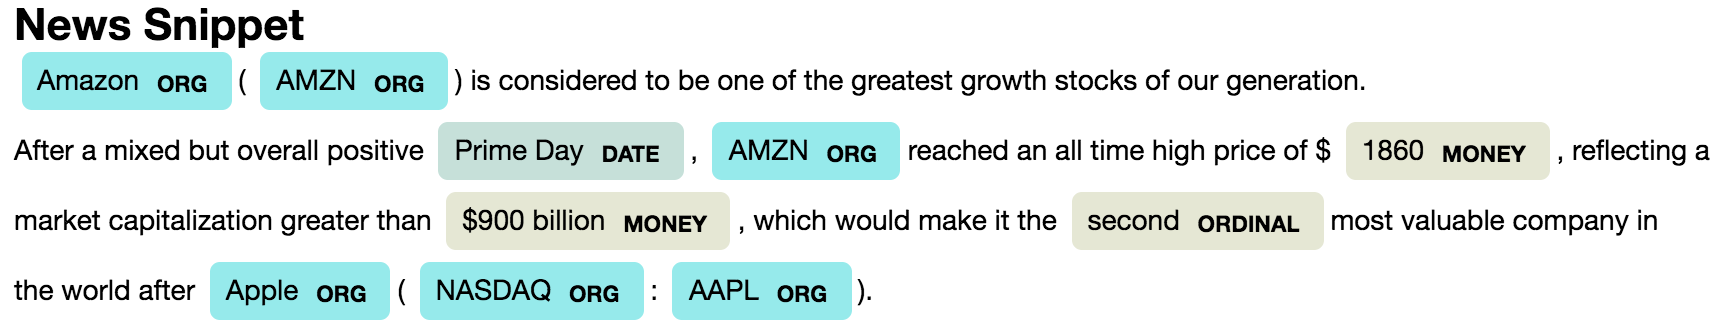 News Snippet
Amazon ORG ( AMZN ORG ) is considered to be one of the greatest growth stocks of our generation.
After a mixed but overall positive Prime Day DATE , AMZN ORG reached an all time high price of $ 1860 MONEY , reflecting a
market capitalization greater than $900 billion MONEY , which would make it the second ORDINAL most valuable company in
the world after Apple ORG ( NASDAQ ORG : AAPL ORG ).